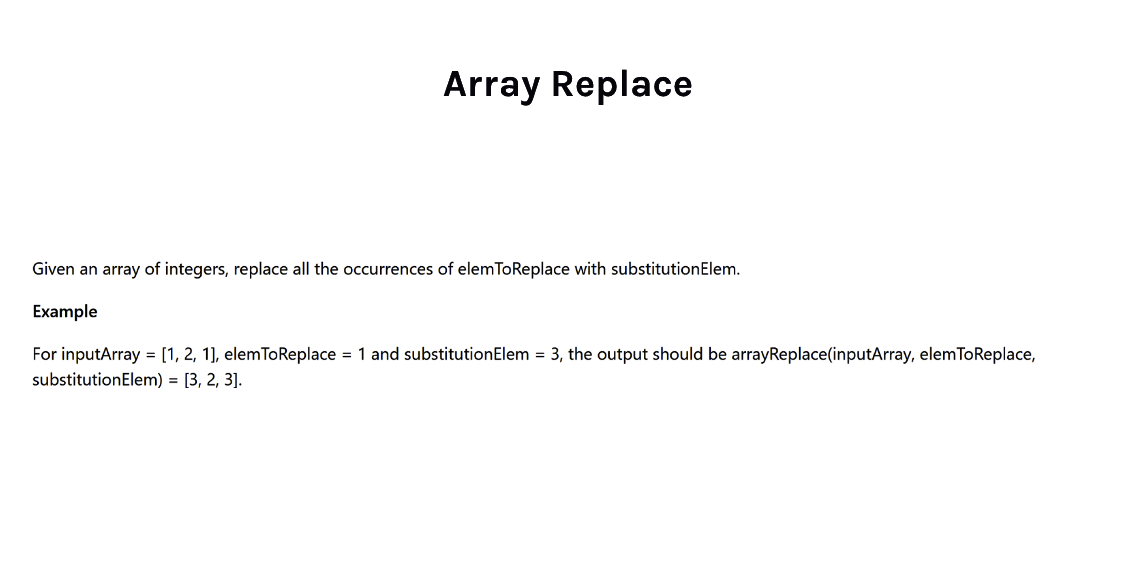 Array Replace
Given an array of integers, replace all the occurrences of elemToReplace with substitutionElem.
Example
For inputArray = [1, 2, 1], elemToReplace = 1 and substitutionElem = 3, the output should be arrayReplace(inputArray, elemToReplace,
substitutionElem) = [3, 2, 3].